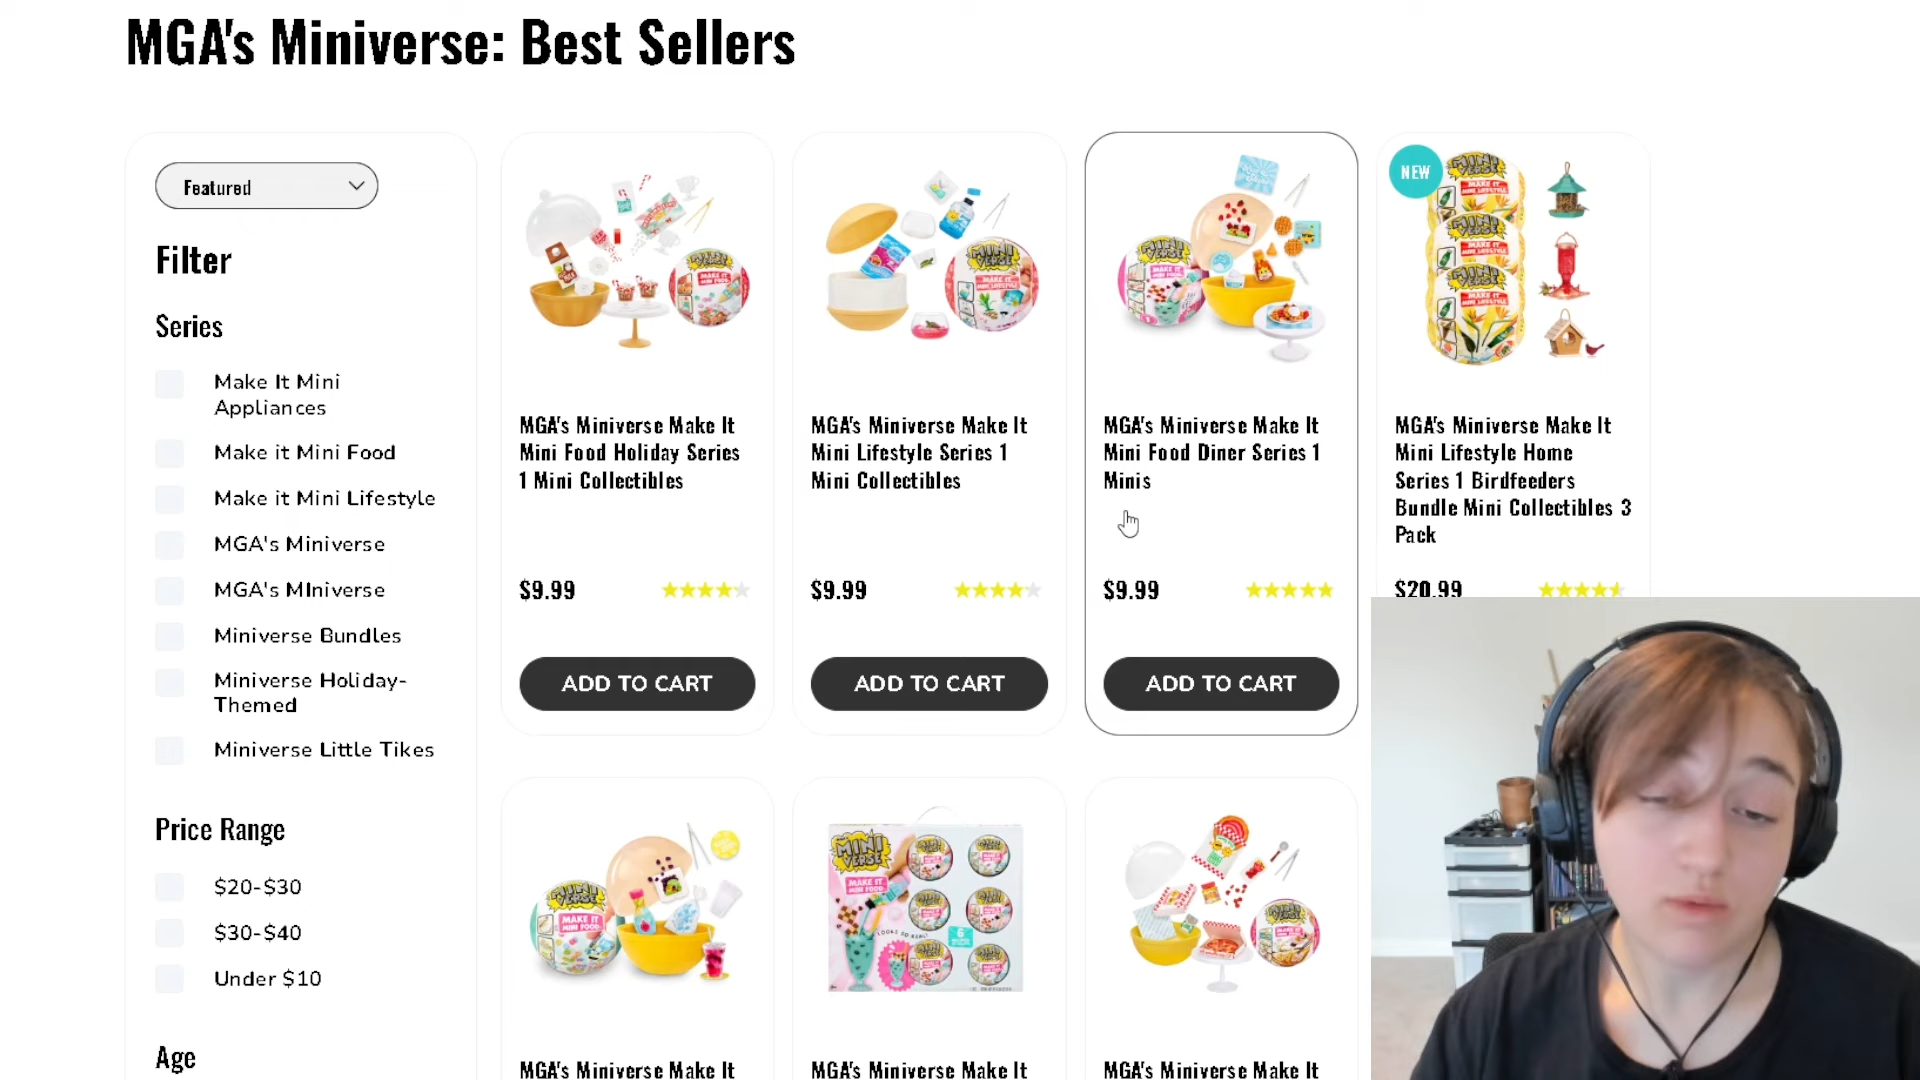 MGA's Miniverse: Best Sellers
Featured
Filter
Series
Make It Mini
Appliances
Make it Mini Food
Make it Mini Lifestyle
MGA's Miniverse
MGA's MIniverse
Miniverse Bundles
Miniverse Holiday-
Themed
Miniverse Little Tikes
Price Range
$20-$30
$30-$40
Under $10
Age
MGA's Miniverse Make It
Mini Food Holiday Series
1 Mini Collectibles
$9.99
ADD TO CART
MGA's Miniverse Make It
Mini Lifestyle Series 1
Mini Collectibles
$9.99
ADD TO CART
MGA's Miniverse Make It
Mini Food Diner Series 1
Minis
$9.99
ADD TO CART
NEW
MGA's Miniverse Make It
Mini Lifestyle Home
Series 1 Birdfeeders
Bundle Mini Collectibles 3
Pack
$20.99
MINI
VERSE
MAKE IT
MINI FOOD
MGA's Miniverse Make It
MGA's Miniverse Make It
MGA's Miniverse Make It